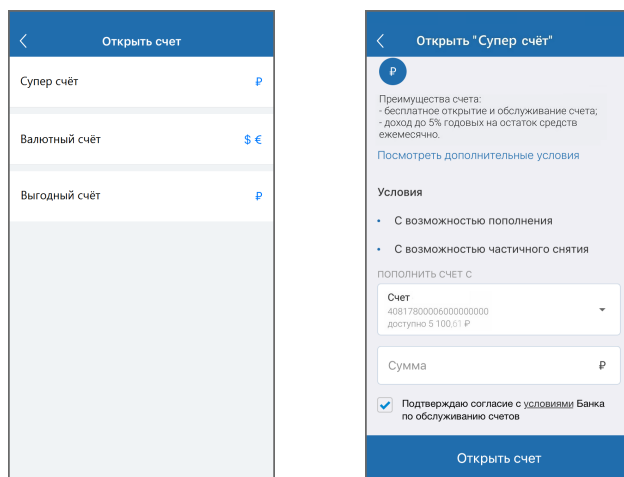 Открыть счет
Супер счёт ₽
Валютный счёт $ €
Выгодный счёт ₽
Открыть "Супер счёт"
₽
Преимущества счета:
- бесплатное открытие и обслуживание счета;
- доход до 5% годовых на остаток средств
ежемесячно.
Посмотреть дополнительные условия
Условия
• С возможностью пополнения
• С возможностью частичного снятия
ПОПОЛНИТЬ СЧЕТ С
Счет
40817800006000000000
доступно 5 100,61 ₽
Сумма ₽
Подтверждаю согласие с условиями Банка
по обслуживанию счетов
Открыть счет